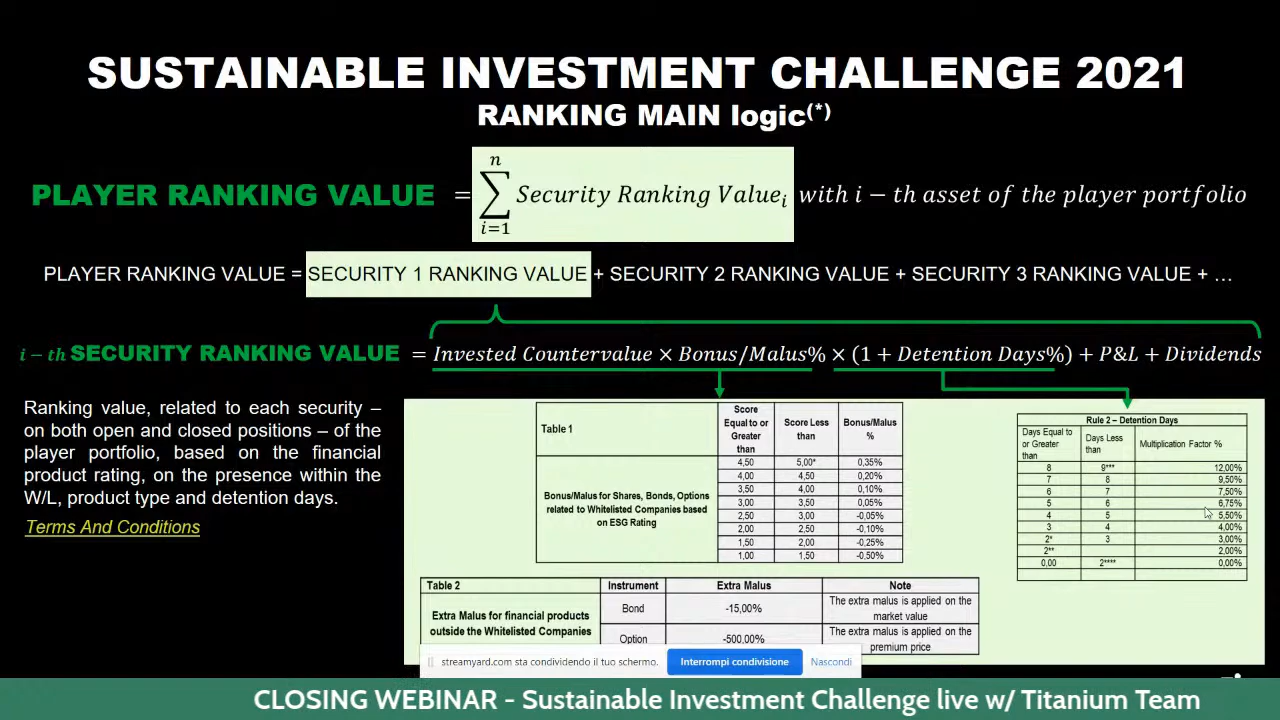 SUSTAINABLE INVESTMENT CHALLENGE 2021
RANKING MAIN logic(*)
PLAYER RANKING VALUE = n ∑ i=1 Security Ranking Valueᵢ with i − th asset of the player portfolio
PLAYER RANKING VALUE = SECURITY 1 RANKING VALUE + SECURITY 2 RANKING VALUE + SECURITY 3 RANKING VALUE + …
i − th SECURITY RANKING VALUE = Invested Countervalue × Bonus/Malus% × (1 + Detention Days%) + P&L + Dividends
Ranking value, related to each security –
on both open and closed positions – of the
player portfolio, based on the financial
product rating, on the presence within the
W/L, product type and detention days.
Terms And Conditions
Table 1
Score Equal to or Greater than
Score Less than
Bonus/Malus %
Bonus/Malus for Shares, Bonds, Options
related to Whitelisted Companies based
on ESG Rating
4,50 5,00* 0,35%
4,00 4,50 0,20%
3,50 4,00 0,10%
3,00 3,50 0,05%
2,50 3,00 -0,05%
2,00 2,50 -0,10%
1,50 2,00 -0,25%
1,00 1,50 -0,50%
Rule 2 – Detention Days
Days Equal to or Greater than
Days Less than
Multiplication Factor %
8 9*** 12,00%
7 8 9,50%
6 7 7,50%
5 6 6,75%
4 5 5,50%
3 4 4,00%
2* 3 3,00%
2** 2,00%
0,00 2**** 0,00%
Table 2 Instrument Extra Malus Note
Extra Malus for financial products
outside the Whitelisted Companies
Bond -15,00% The extra malus is applied on the market value
Option -500,00% The extra malus is applied on the premium price
streamyard.com sta condividendo il tuo schermo. Interrompi condivisione Nascondi
CLOSING WEBINAR - Sustainable Investment Challenge live w/ Titanium Team